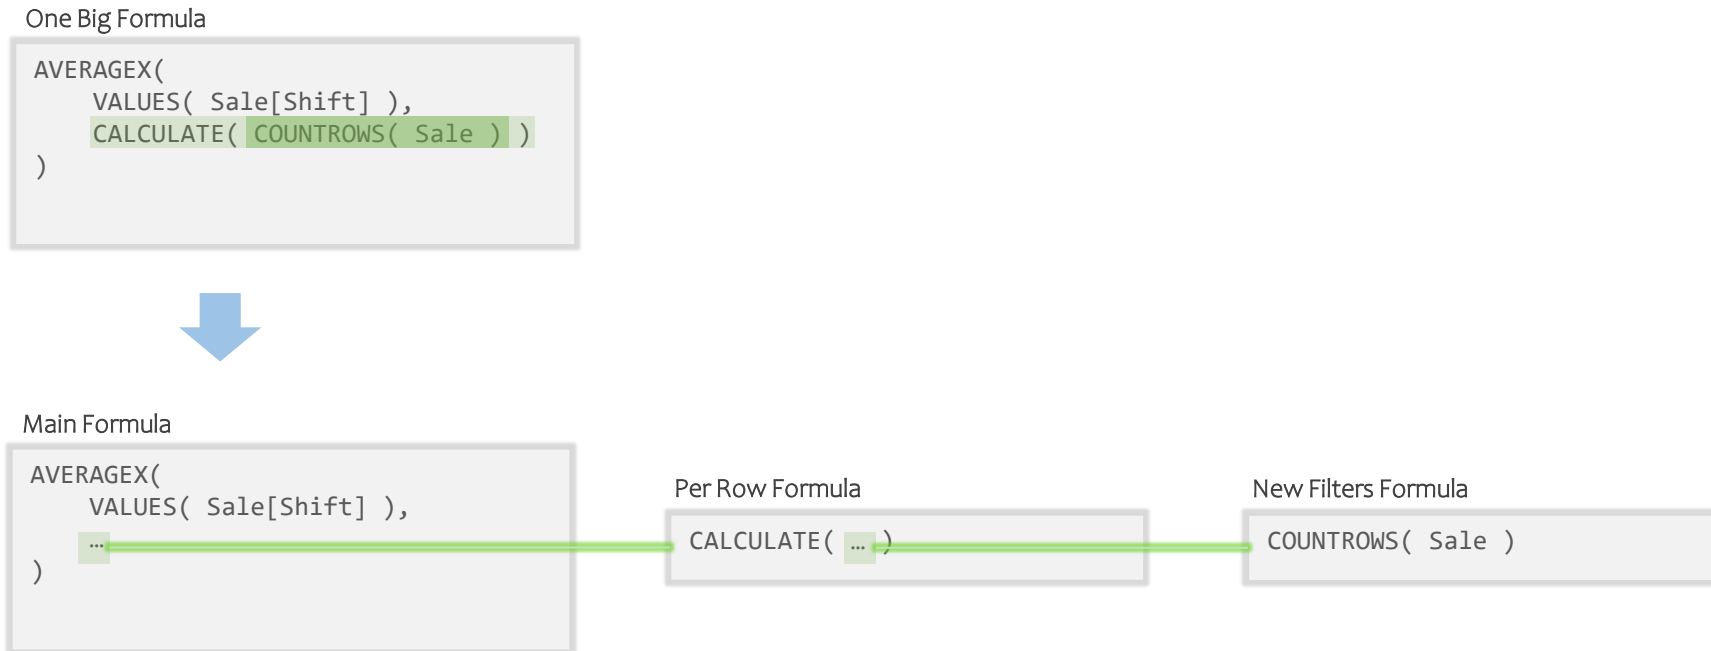 One Big Formula
AVERAGEX(
    VALUES( Sale[Shift] ),
    CALCULATE( COUNTROWS( Sale ) )
)
Main Formula
AVERAGEX(
    VALUES( Sale[Shift] ),
    …
)
Per Row Formula
CALCULATE( … )
New Filters Formula
COUNTROWS( Sale )